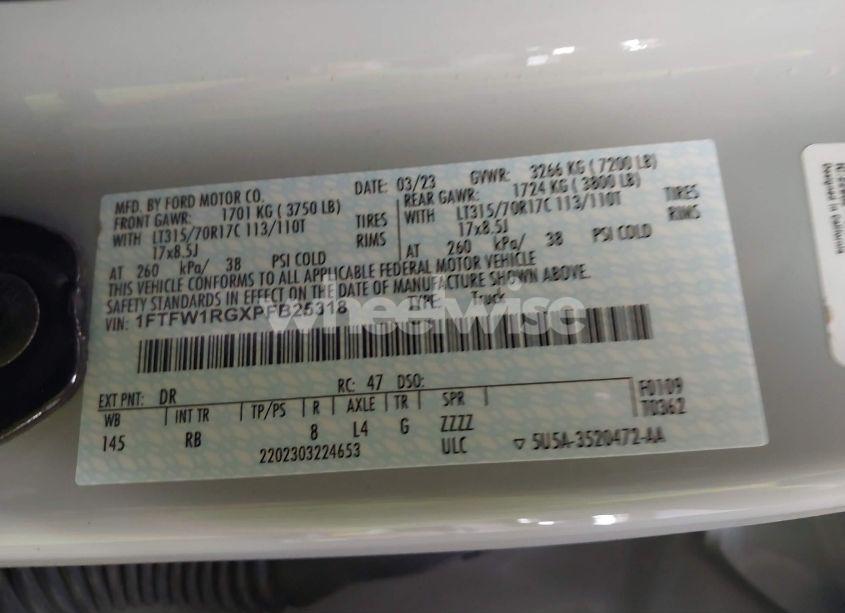 MFD. BY FORD MOTOR CO.
DATE: 03/23 GVWR: 3266 KG ( 7200 LB)
FRONT GAWR: 1701 KG ( 3750 LB)
WITH LT315/70R17C 113/110T TIRES
17x8.5J RIMS
AT 260 kPa/ 38 PSI COLD
REAR GAWR: 1724 KG ( 3800 LB)
WITH LT315/70R17C 113/110T TIRES
17x8.5J RIMS
AT 260 kPa/ 38 PSI COLD
THIS VEHICLE CONFORMS TO ALL APPLICABLE FEDERAL MOTOR VEHICLE
SAFETY STANDARDS IN EFFECT ON THE DATE OF MANUFACTURE SHOWN ABOVE.
VIN: 1FTFW1RGXPFB25318 TYPE: Truck
wheelwise
EXT PNT: DR RC: 47 DSO: F0109
WB INT TR TP/PS R AXLE TR SPR T0362
145 RB 8 L4 G ZZZZ
2202303224653 ULC ▽ 5U5A-3520472-AA
Designed in California